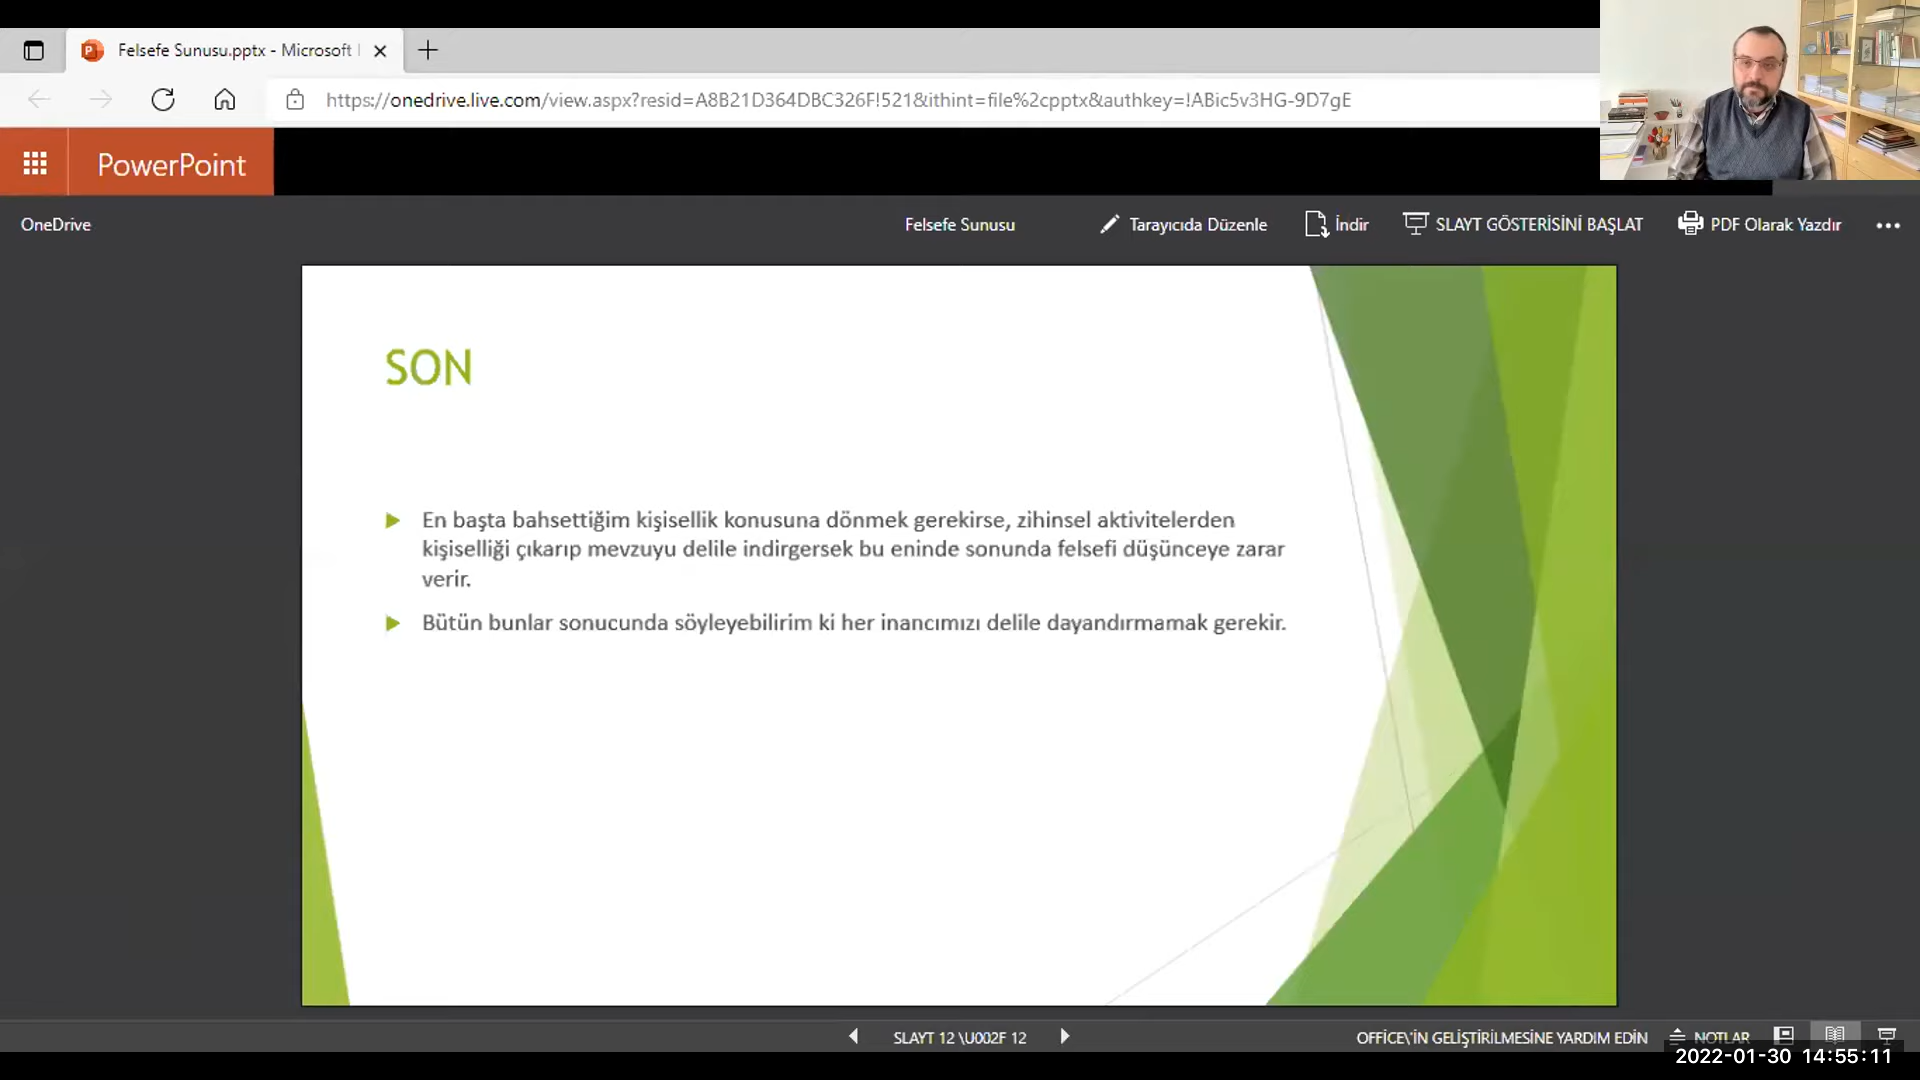 Felsefe Sunusu.pptx - Microsoft
https://onedrive.live.com/view.aspx?resid=A8B21D364DBC326F!521&ithint=file%2cpptx&authkey=!ABic5v3HG-9D7gE
PowerPoint
OneDrive
Felsefe Sunusu
Tarayıcıda Düzenle
İndir
SLAYT GÖSTERİSİNİ BAŞLAT
PDF Olarak Yazdır
SON
En başta bahsettiğim kişisellik konusuna dönmek gerekirse, zihinsel aktivitelerden
kişiselliği çıkarıp mevzuyu delile indirgersek bu eninde sonunda felsefi düşünceye zarar
verir.
Bütün bunlar sonucunda söyleyebilirim ki her inancımızı delile dayandırmamak gerekir.
SLAYT 12 \U002F 12
OFFICE\'İN GELİŞTİRİLMESİNE YARDIM EDİN
NOTLAR
2022-01-30 14:55:11